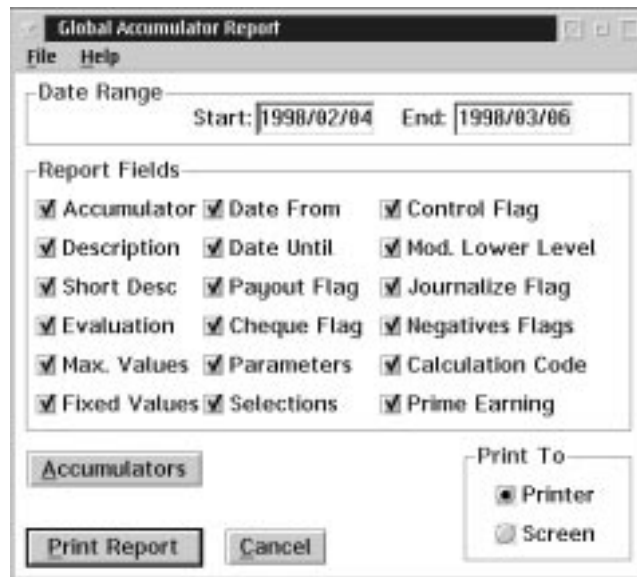 Global Accumulator Report
File Help
Date Range
Start: 1998/02/04 End: 1998/03/06
Report Fields
Accumulator Date From Control Flag
Description Date Until Mod. Lower Level
Short Desc Payout Flag Journalize Flag
Evaluation Cheque Flag Negatives Flags
Max. Values Parameters Calculation Code
Fixed Values Selections Prime Earning
Accumulators
Print To
Printer
Screen
Print Report Cancel